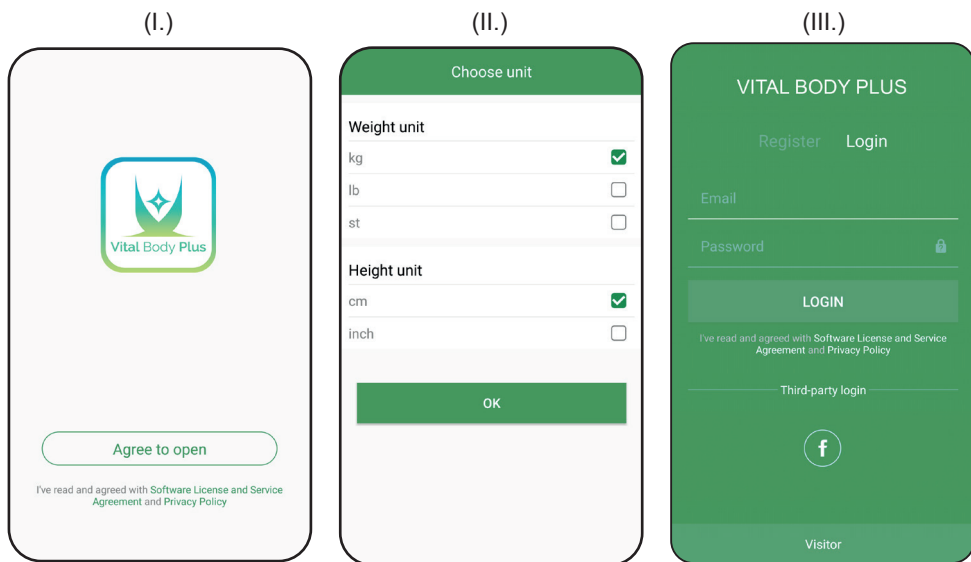 (I.)
Vital Body Plus
Agree to open
I've read and agreed with Software License and Service
Agreement and Privacy Policy
(II.)
Choose unit
Weight unit
kg
lb
st
Height unit
cm
inch
OK
(III.)
VITAL BODY PLUS
Register Login
Email
Password
LOGIN
I've read and agreed with Software License and Service
Agreement and Privacy Policy
Third-party login
f
Visitor